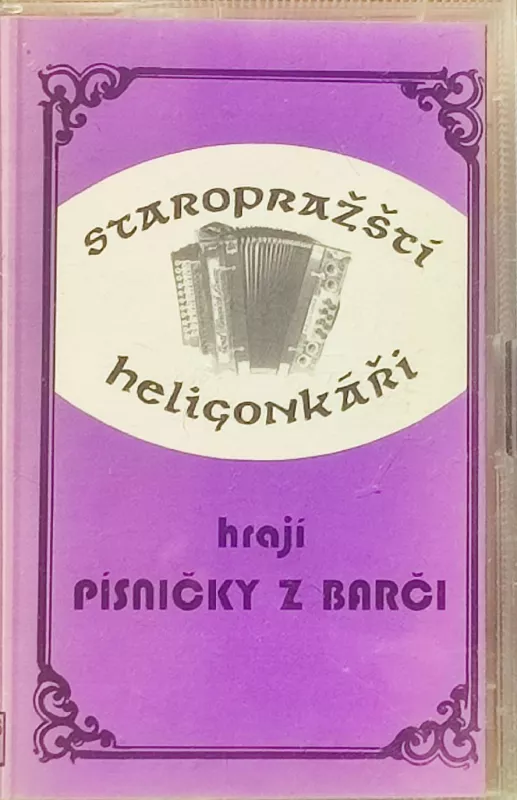 STAROPRAŽŠTÍ
heligonkáři
hrají
PÍSNIČKY Z BARČI